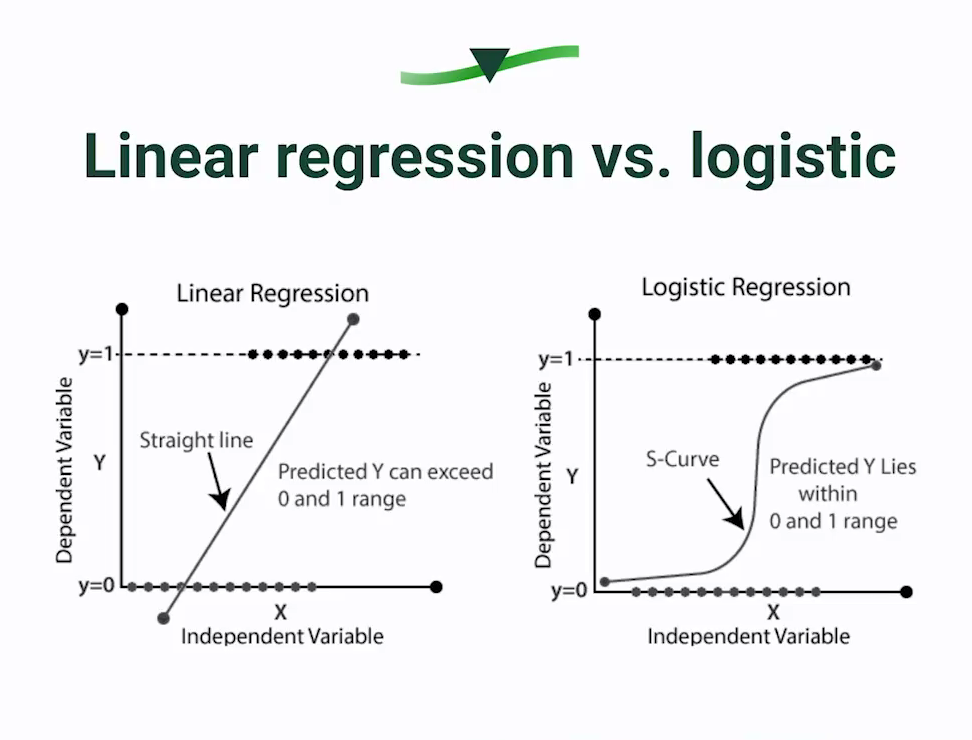 Linear regression vs. logistic
Linear Regression
y=1
Dependent Variable
Y
Straight line
Predicted Y can exceed
0 and 1 range
y=0
X
Independent Variable
Logistic Regression
y=1
Dependent Variable
Y
S-Curve
Predicted Y Lies
within
0 and 1 range
y=0
X
Independent Variable